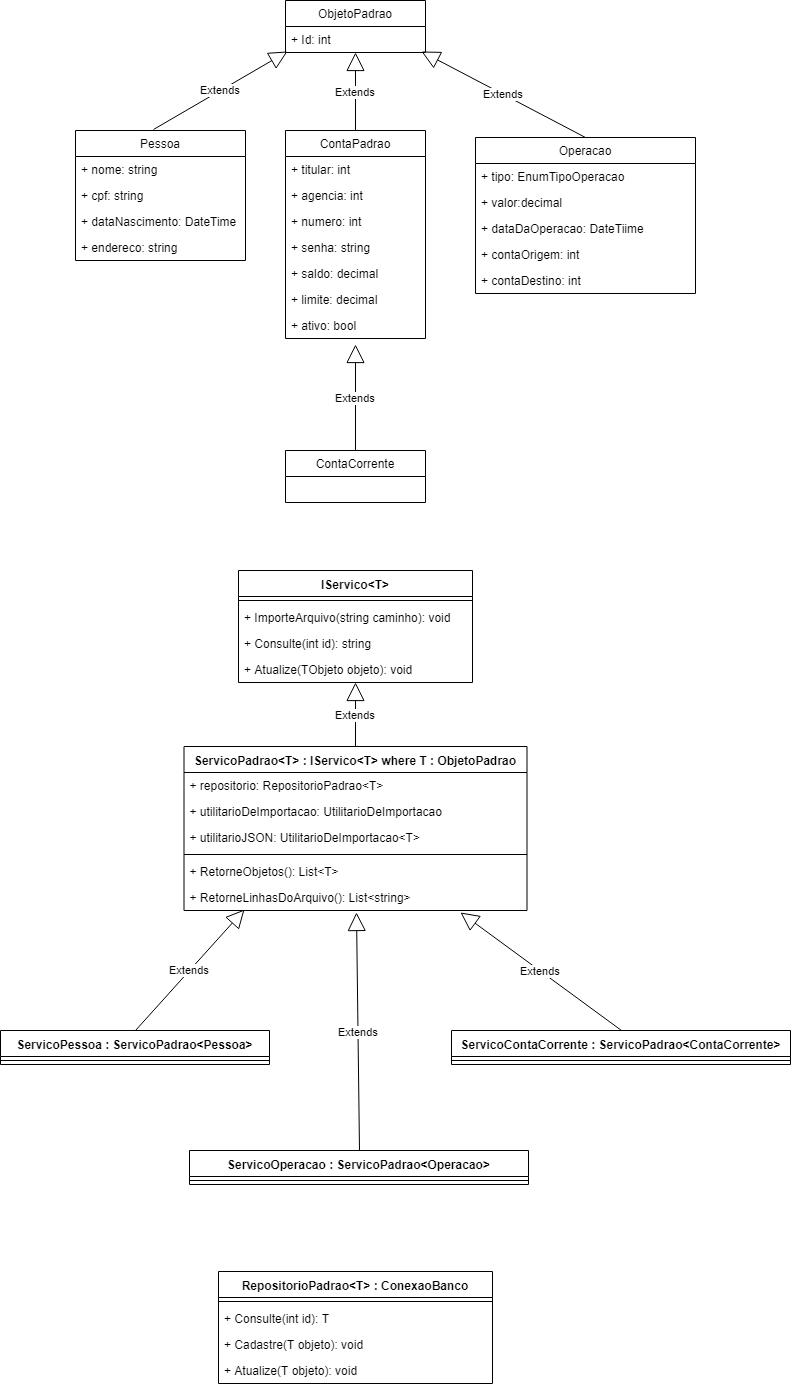 ObjetoPadrao
+ Id: int
Extends
Extends
Extends
Pessoa
+ nome: string
+ cpf: string
+ dataNascimento: DateTime
+ endereco: string
ContaPadrao
+ titular: int
+ agencia: int
+ numero: int
+ senha: string
+ saldo: decimal
+ limite: decimal
+ ativo: bool
Operacao
+ tipo: EnumTipoOperacao
+ valor:decimal
+ dataDaOperacao: DateTiime
+ contaOrigem: int
+ contaDestino: int
Extends
ContaCorrente
IServico<T>
+ ImporteArquivo(string caminho): void
+ Consulte(int id): string
+ Atualize(TObjeto objeto): void
Extends
ServicoPadrao<T> : IServico<T> where T : ObjetoPadrao
+ repositorio: RepositorioPadrao<T>
+ utilitarioDeImportacao: UtilitarioDeImportacao
+ utilitarioJSON: UtilitarioDeImportacao<T>
+ RetorneObjetos(): List<T>
+ RetorneLinhasDoArquivo(): List<string>
Extends
Extends
Extends
ServicoPessoa : ServicoPadrao<Pessoa>
ServicoContaCorrente : ServicoPadrao<ContaCorrente>
ServicoOperacao : ServicoPadrao<Operacao>
RepositorioPadrao<T> : ConexaoBanco
+ Consulte(int id): T
+ Cadastre(T objeto): void
+ Atualize(T objeto): void